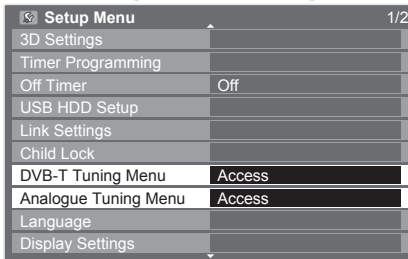 Setup Menu 1/2
3D Settings
Timer Programming
Off Timer Off
USB HDD Setup
Link Settings
Child Lock
DVB-T Tuning Menu Access
Analogue Tuning Menu Access
Language
Display Settings